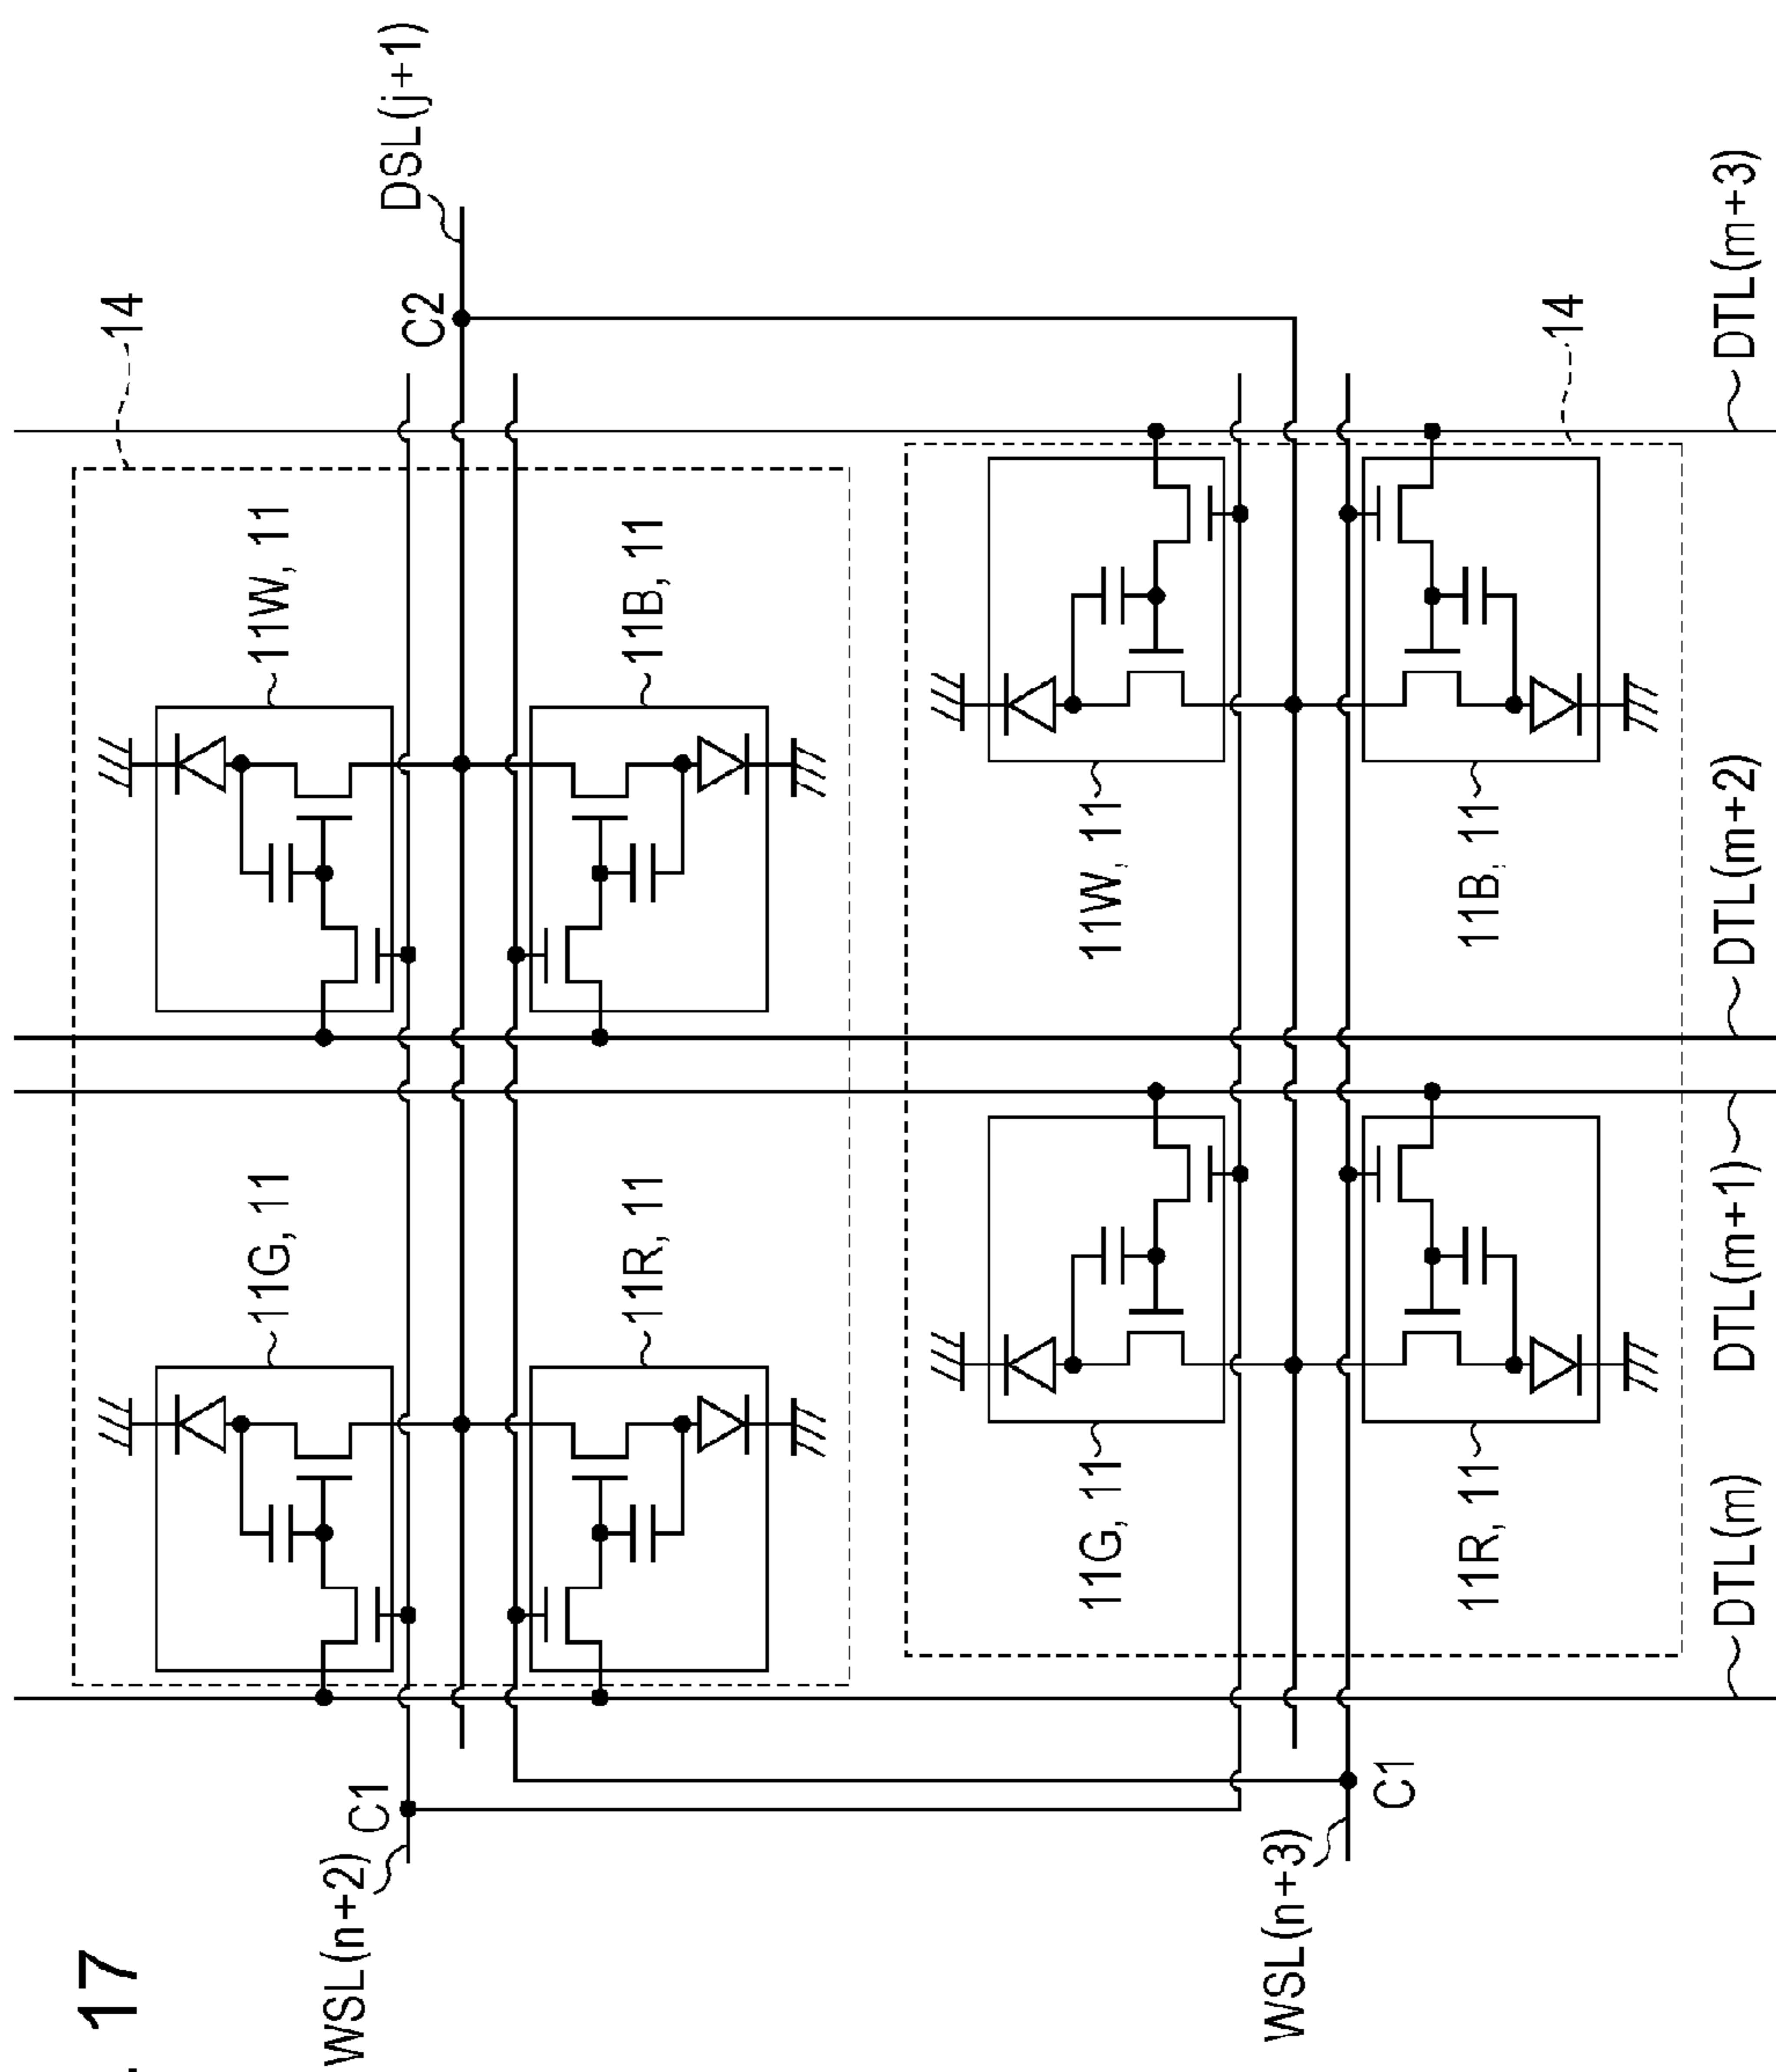 . 17
WSL(n+2)
C1
DSL(j+1)
C2
14
11G, 11
11W, 11
11R, 11
11B, 11
11G, 11
11W, 11
11R, 11
11B, 11
14
WSL(n+3)
C1
DTL(m)
DTL(m+1)
DTL(m+2)
DTL(m+3)